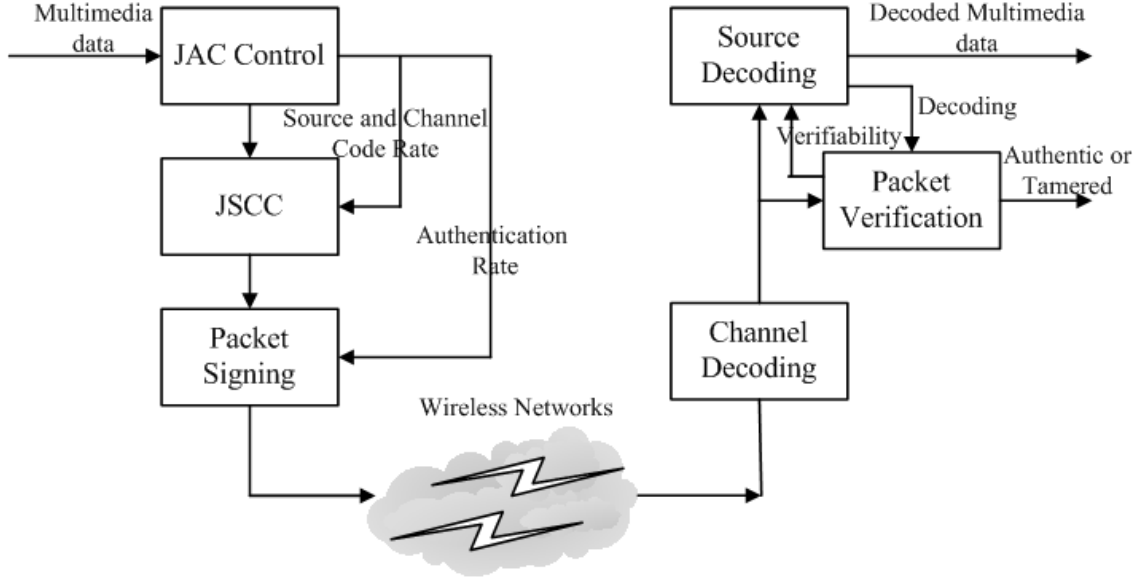 Multimedia
data
JAC Control
Source and Channel
Code Rate
JSCC
Authentication
Rate
Packet
Signing
Wireless Networks
Source
Decoding
Decoded Multimedia
data
Decoding
Verifiability
Authentic or
Tamered
Packet
Verification
Channel
Decoding